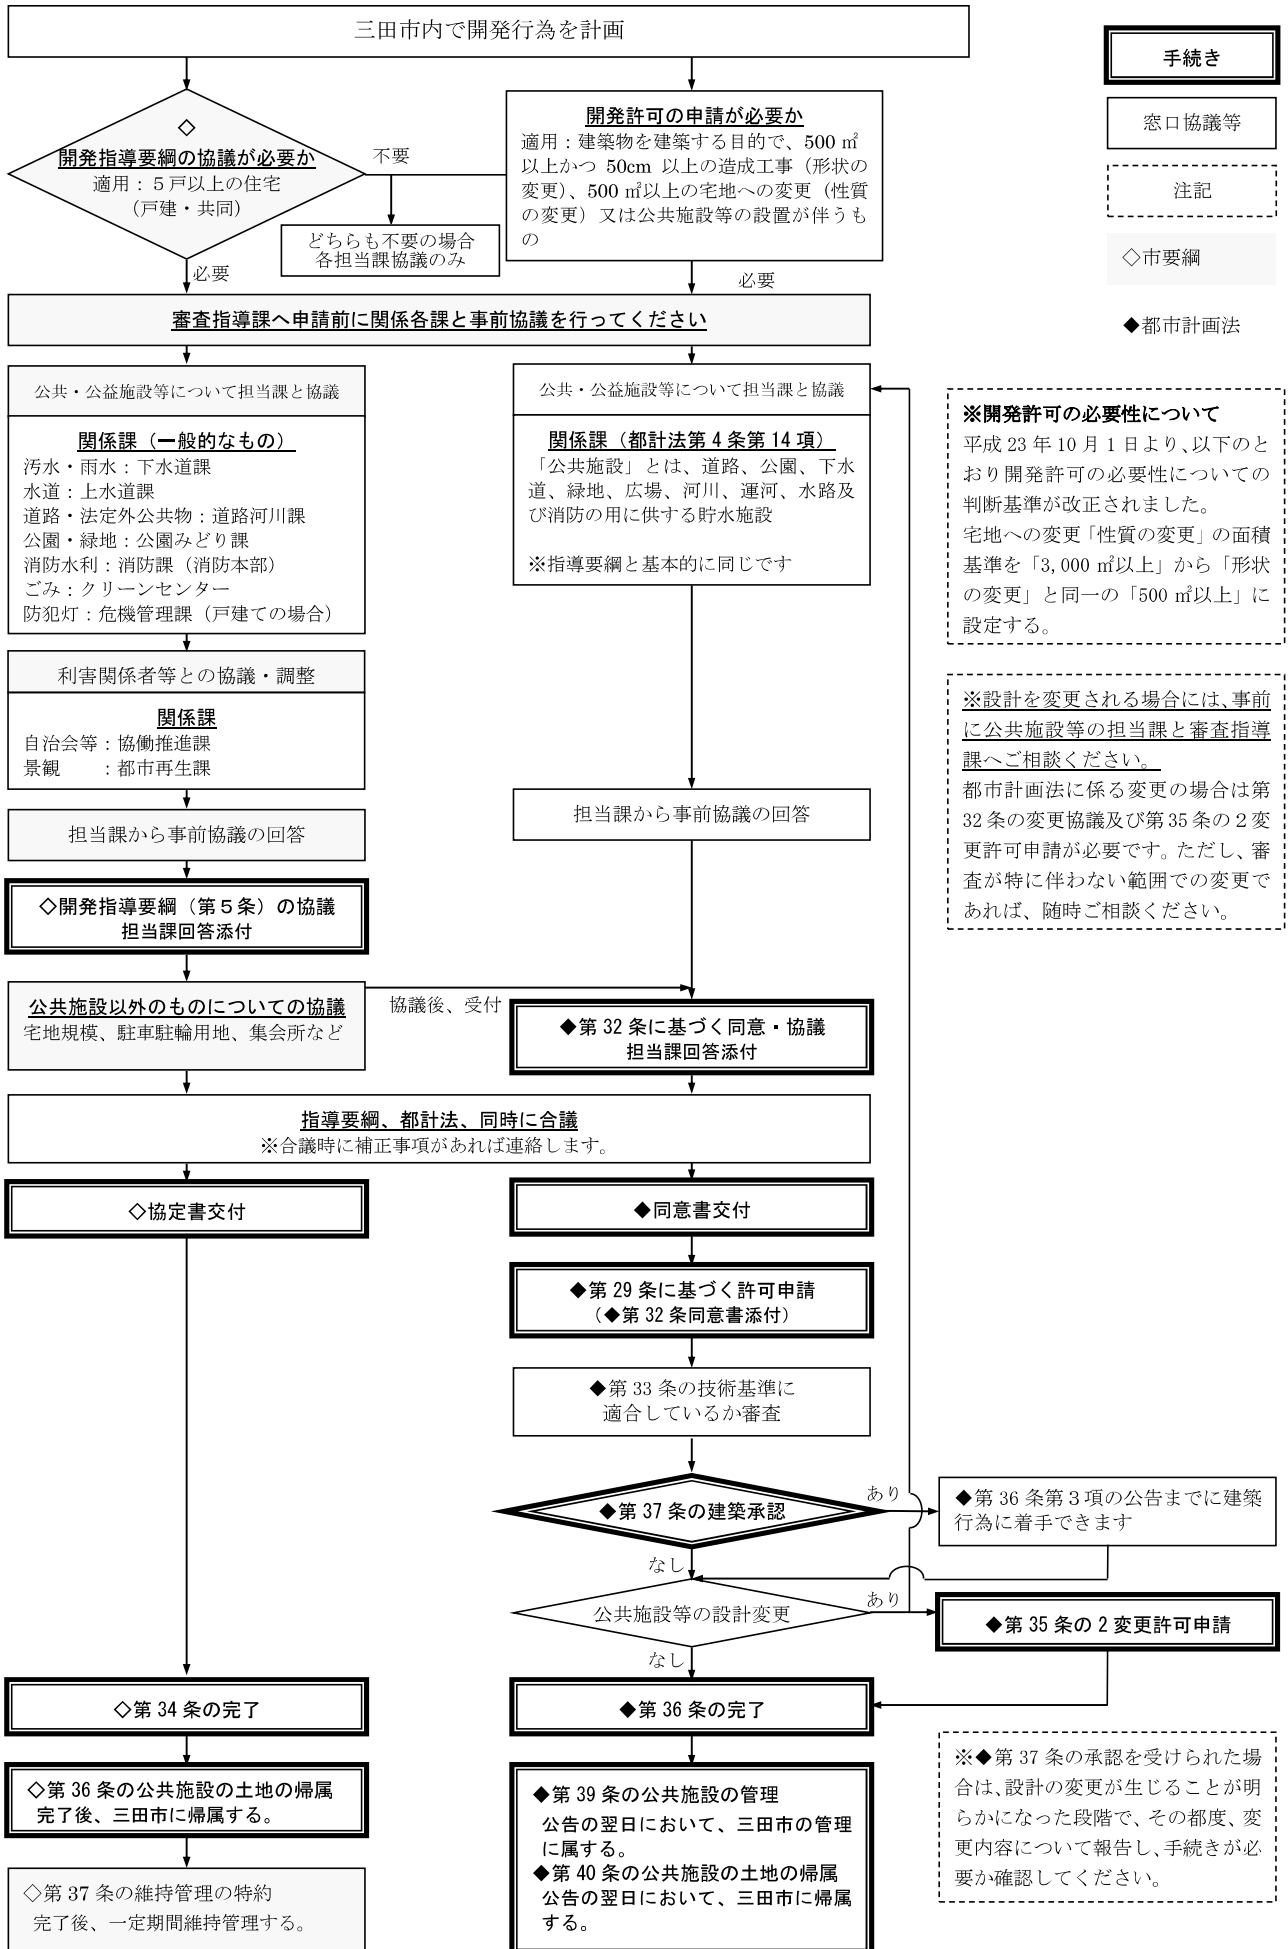 三田市内で開発行為を計画
手続き
窓口協議等
注記
◇市要綱
◆都市計画法
◇
開発指導要綱の協議が必要か
適用：５戸以上の住宅
（戸建・共同）
不要
必要
どちらも不要の場合
各担当課協議のみ
開発許可の申請が必要か
適用：建築物を建築する目的で、500 ㎡
以上かつ 50cm 以上の造成工事（形状の
変更）、500 ㎡以上の宅地への変更（性質
の変更）又は公共施設等の設置が伴うも
の
必要
審査指導課へ申請前に関係各課と事前協議を行ってください
公共・公益施設等について担当課と協議
関係課（一般的なもの）
汚水・雨水：下水道課
水道：上水道課
道路・法定外公共物：道路河川課
公園・緑地：公園みどり課
消防水利：消防課（消防本部）
ごみ：クリーンセンター
防犯灯：危機管理課（戸建ての場合）
公共・公益施設等について担当課と協議
関係課（都計法第 4 条第 14 項）
「公共施設」とは、道路、公園、下水
道、緑地、広場、河川、運河、水路及
び消防の用に供する貯水施設
※指導要綱と基本的に同じです
※開発許可の必要性について
平成 23 年 10 月 1 日より、以下のと
おり開発許可の必要性についての
判断基準が改正されました。
宅地への変更「性質の変更」の面積
基準を「3,000 ㎡以上」から「形状
の変更」と同一の「500 ㎡以上」に
設定する。
利害関係者等との協議・調整
関係課
自治会等：協働推進課
景観　　：都市再生課
※設計を変更される場合には、事前
に公共施設等の担当課と審査指導
課へご相談ください。
都市計画法に係る変更の場合は第
32 条の変更協議及び第 35 条の 2 変
更許可申請が必要です。ただし、審
査が特に伴わない範囲での変更で
あれば、随時ご相談ください。
担当課から事前協議の回答
担当課から事前協議の回答
◇開発指導要綱（第５条）の協議
担当課回答添付
公共施設以外のものについての協議
宅地規模、駐車駐輪用地、集会所など
協議後、受付
◆第 32 条に基づく同意・協議
担当課回答添付
指導要綱、都計法、同時に合議
※合議時に補正事項があれば連絡します。
◇協定書交付
◆同意書交付
◆第 29 条に基づく許可申請
（◆第 32 条同意書添付）
◆第 33 条の技術基準に
適合しているか審査
◆第 37 条の建築承認
あり
◆第 36 条第３項の公告までに建築
行為に着手できます
なし
公共施設等の設計変更
あり
◆第 35 条の 2 変更許可申請
なし
◇第 34 条の完了
◆第 36 条の完了
◇第 36 条の公共施設の土地の帰属
完了後、三田市に帰属する。
◇第 37 条の維持管理の特約
完了後、一定期間維持管理する。
◆第 39 条の公共施設の管理
公告の翌日において、三田市の管理
に属する。
◆第 40 条の公共施設の土地の帰属
公告の翌日において、三田市に帰属
する。
※◆第 37 条の承認を受けられた場
合は、設計の変更が生じることが明
らかになった段階で、その都度、変
更内容について報告し、手続きが必
要か確認してください。